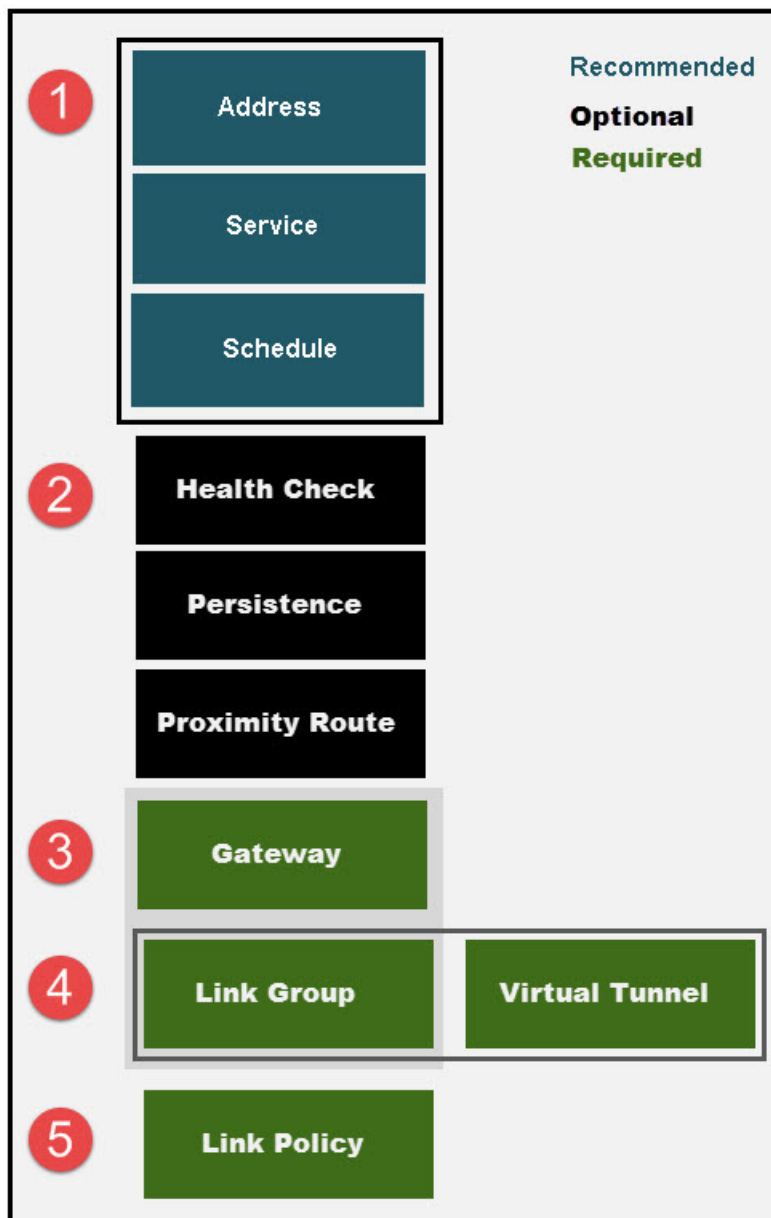 1
Address
Recommended
Optional
Required
Service
Schedule
2
Health Check
Persistence
Proximity Route
3
Gateway
4
Link Group
Virtual Tunnel
5
Link Policy